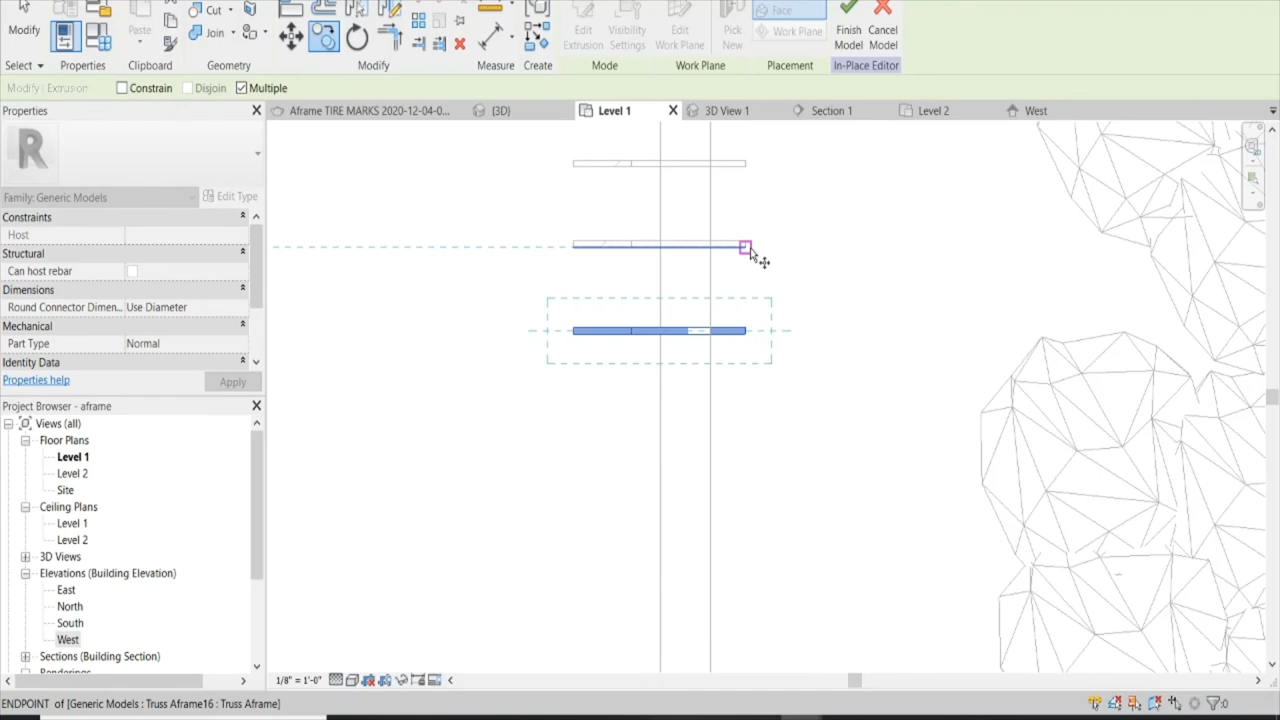 Cut
Join
Paste
Edit Extrusion
Visibility Settings
Edit Work Plane
Pick New
Face
Work Plane
Finish Model
Cancel Model
Modify
Select Properties Clipboard Geometry Modify Measure Create Mode Work Plane Placement In-Place Editor
Modify | Extrusion Constrain Disjoin Multiple
Properties
Aframe TIRE MARKS 2020-12-04-0... {3D} Level 1 3D View 1 Section 1 Level 2 West
R
Family: Generic Models Edit Type
Constraints
Host
Structural
Can host rebar
Dimensions
Round Connector Dimen... Use Diameter
Mechanical
Part Type Normal
Identity Data
Properties help Apply
Project Browser - aframe
Views (all)
Floor Plans
Level 1
Level 2
Site
Ceiling Plans
Level 1
Level 2
3D Views
Elevations (Building Elevation)
East
North
South
West
Sections (Building Section)
1/8" = 1'-0"
ENDPOINT of [Generic Models : Truss Aframe16 : Truss Aframe] :0